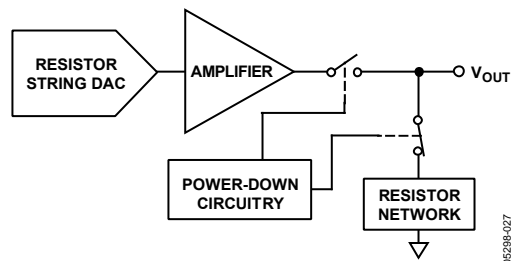 RESISTOR
STRING DAC
AMPLIFIER
VOUT
POWER-DOWN
CIRCUITRY
RESISTOR
NETWORK
05298-027